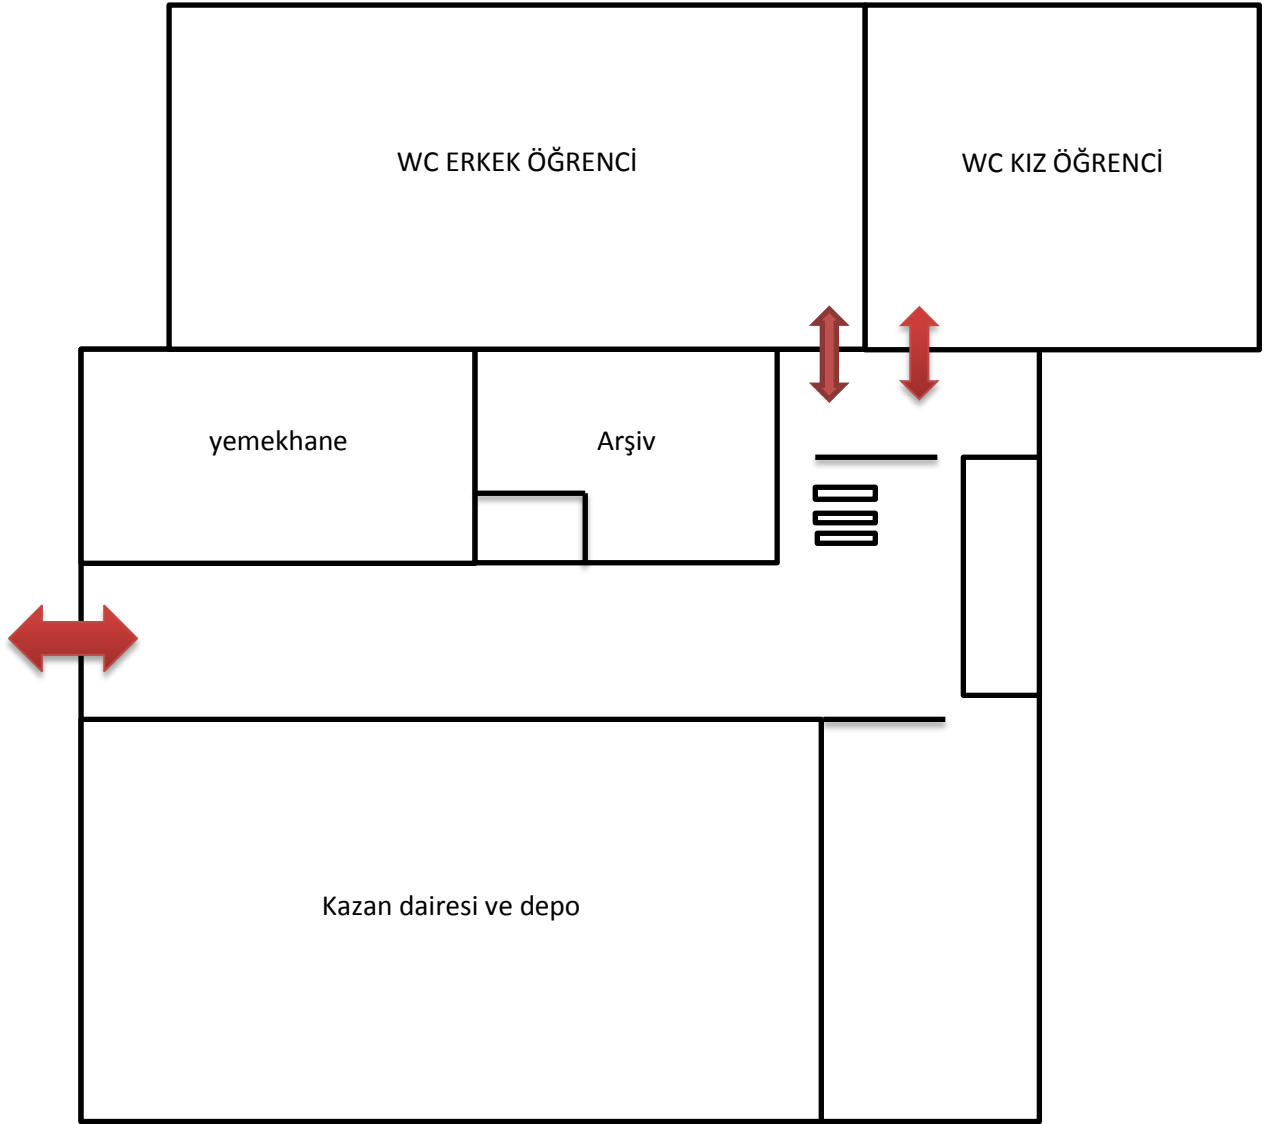 WC ERKEK ÖĞRENCİ
WC KIZ ÖĞRENCİ
yemekhane
Arşiv
Kazan dairesi ve depo